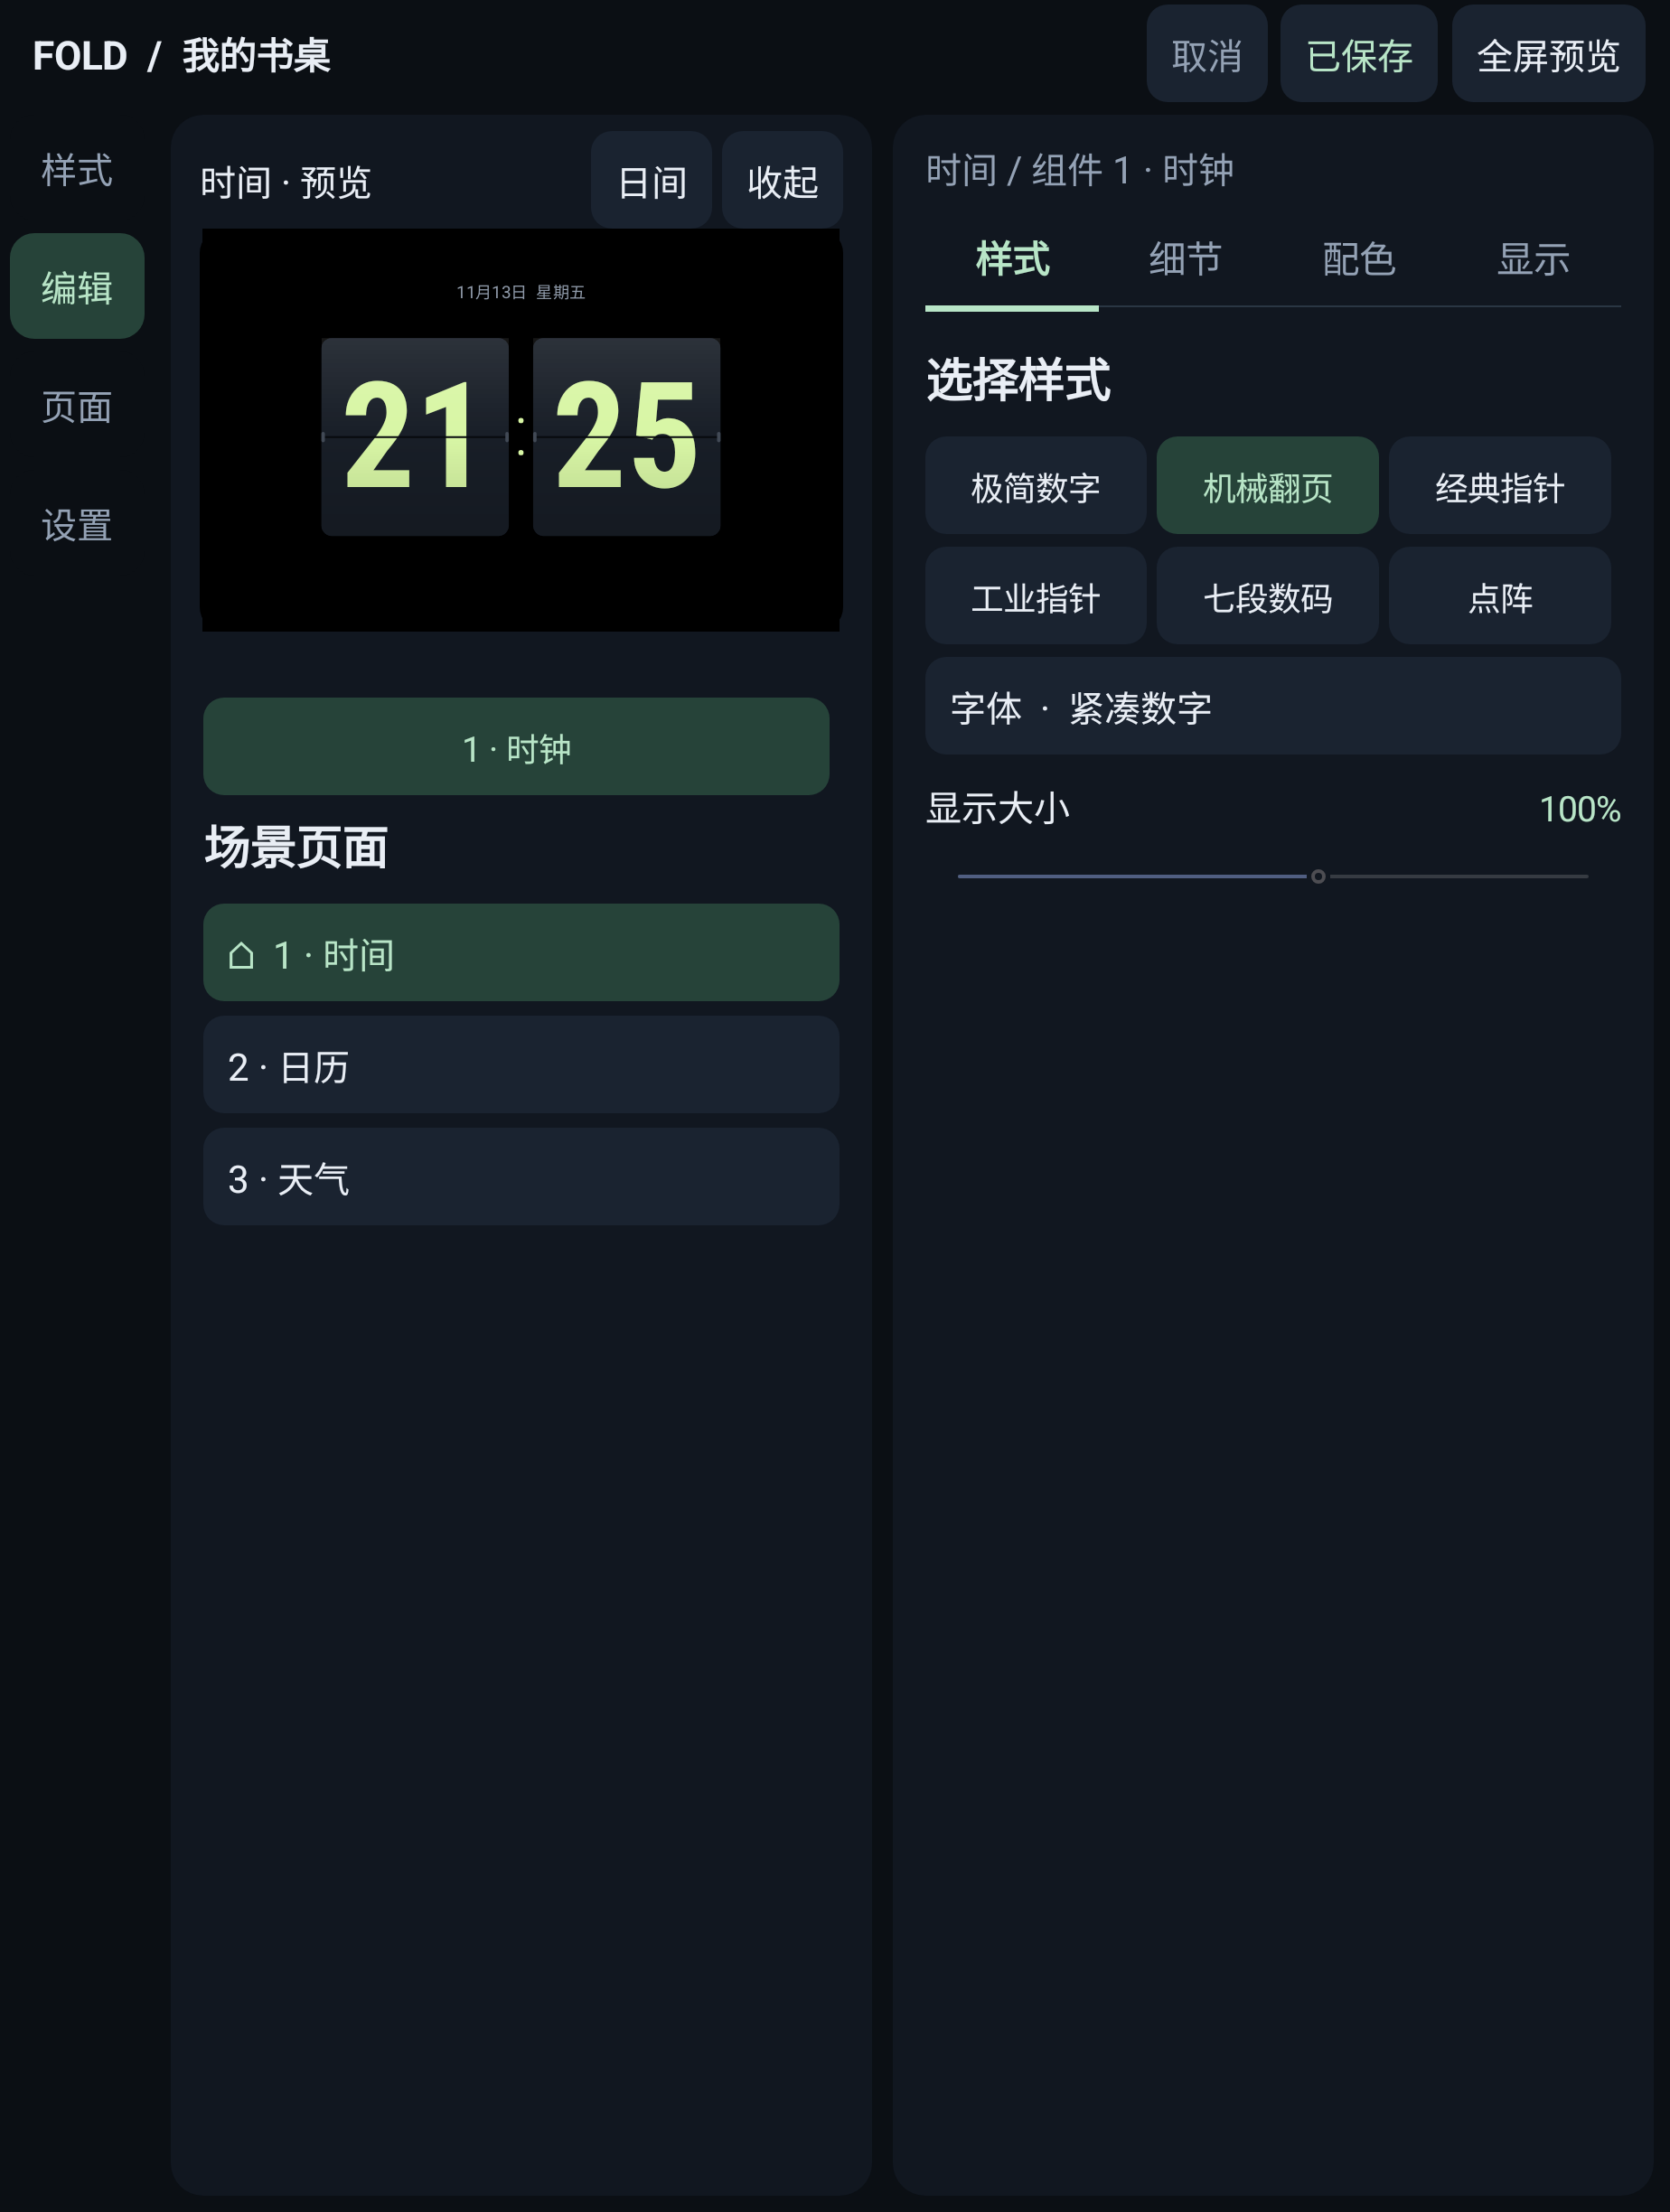 FOLD / 我的书桌
取消
已保存
全屏预览
样式
编辑
页面
设置
时间 · 预览
日间
收起
11月13日 星期五
21:25
1 · 时钟
场景页面
⌂ 1 · 时间
2 · 日历
3 · 天气
时间 / 组件 1 · 时钟
样式
细节
配色
显示
选择样式
极简数字
机械翻页
经典指针
工业指针
七段数码
点阵
字体 · 紧凑数字
显示大小
100%